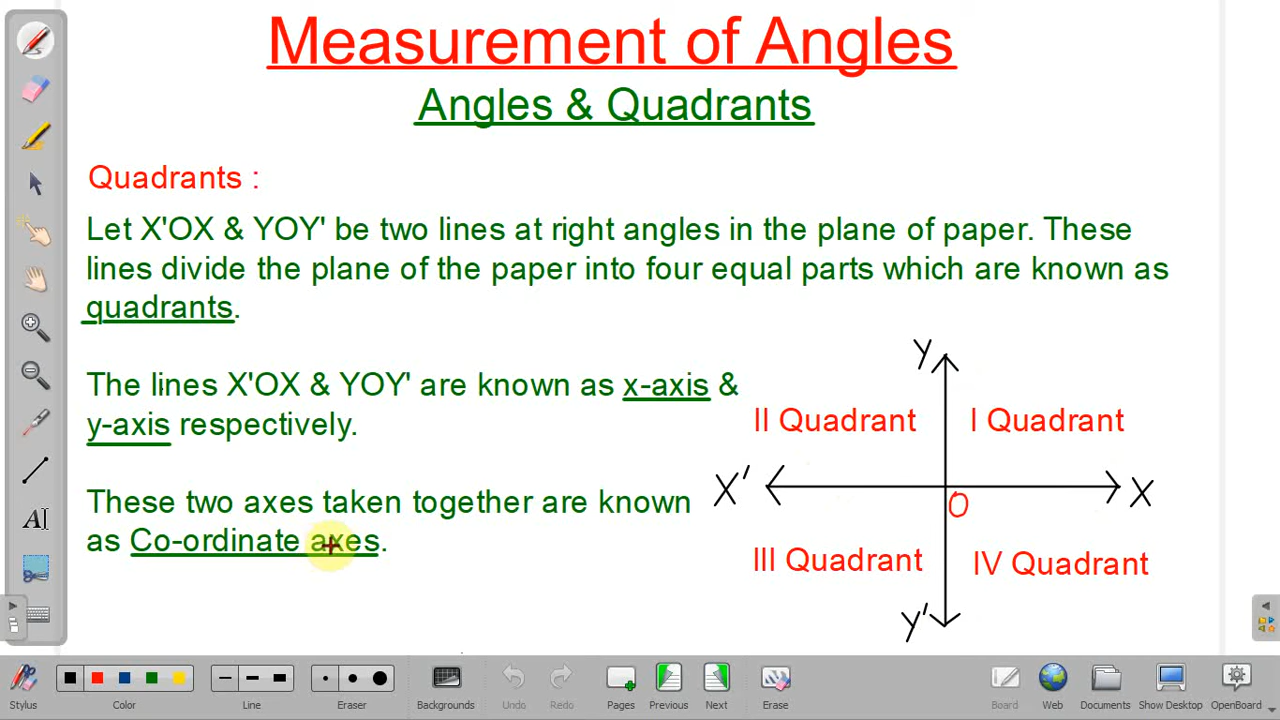 Measurement of Angles
Angles & Quadrants
Quadrants :
Let X'OX & YOY' be two lines at right angles in the plane of paper. These
lines divide the plane of the paper into four equal parts which are known as
quadrants.
The lines X'OX & YOY' are known as x-axis &
y-axis respectively.
These two axes taken together are known
as Co-ordinate axes.
Y
II Quadrant
I Quadrant
X'
X
O
III Quadrant
IV Quadrant
Y'
AI
Stylus
Color
Line
Eraser
Backgrounds
Undo
Redo
Pages
Previous
Next
Erase
Board
Web
Documents
Show Desktop
OpenBoard